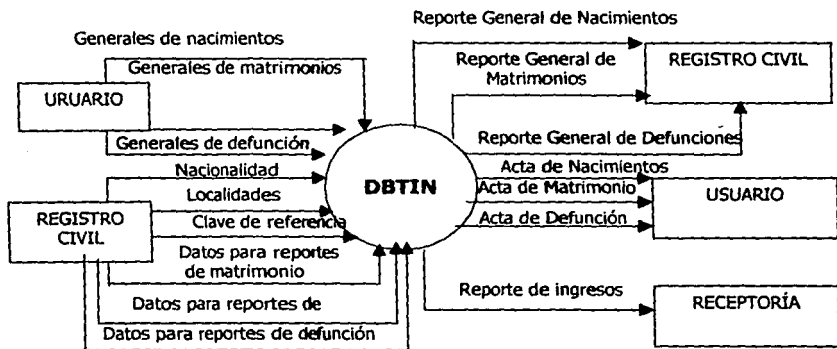 Generales de nacimientos
Generales de matrimonios
URUARIO
Generales de defunción
Nacionalidad
Localidades
REGISTRO
CIVIL
Clave de referencia
Datos para reportes
de matrimonio
Datos para reportes de
Datos para reportes de defunción
DBTIN
Reporte General de Nacimientos
Reporte General de
Matrimonios
REGISTRO CIVIL
Reporte General de Defunciones
Acta de Nacimientos
Acta de Matrimonio
USUARIO
Acta de Defunción
Reporte de ingresos
RECEPTORÍA